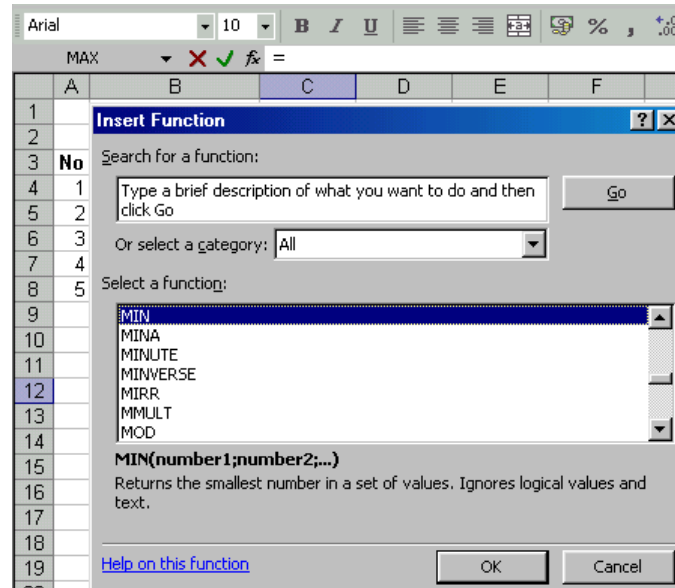 Arial 10 B I U % ,
MAX fx =
A B C D E F
1
Insert Function
2
Search for a function:
3 No
Type a brief description of what you want to do and then
click Go
Go
4 1
5 2
Or select a category: All
6 3
7 4
Select a function:
8 5
MIN
9
MINA
10
MINUTE
11
MINVERSE
MIRR
12
MMULT
13
MOD
14
MIN(number1;number2;...)
15
Returns the smallest number in a set of values. Ignores logical values and
text.
16
17
18
Help on this function OK Cancel
19